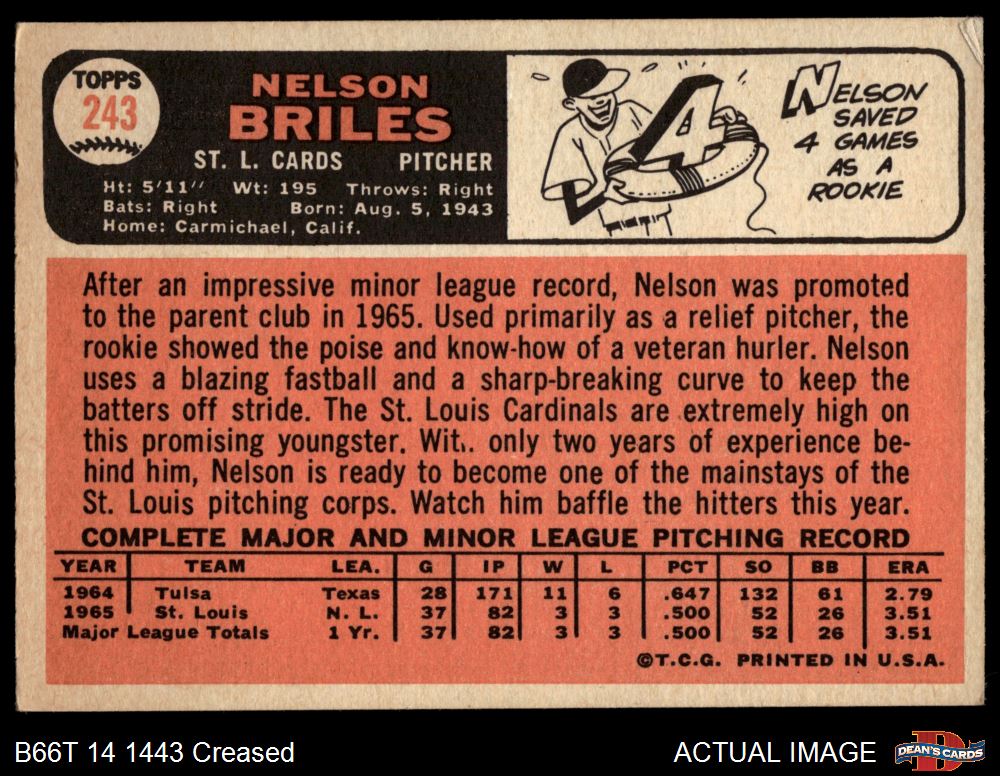 TOPPS
243
NELSON
BRILES
ST. L. CARDS PITCHER
Ht: 5'11" Wt: 195 Throws: Right
Bats: Right Born: Aug. 5, 1943
Home: Carmichael, Calif.
4
NELSON
SAVED
4 GAMES
AS A
ROOKIE
After an impressive minor league record, Nelson was promoted
to the parent club in 1965. Used primarily as a relief pitcher, the
rookie showed the poise and know-how of a veteran hurler. Nelson
uses a blazing fastball and a sharp-breaking curve to keep the
batters off stride. The St. Louis Cardinals are extremely high on
this promising youngster. Wit.. only two years of experience be-
hind him, Nelson is ready to become one of the mainstays of the
St. Louis pitching corps. Watch him baffle the hitters this year.
COMPLETE MAJOR AND MINOR LEAGUE PITCHING RECORD
YEAR TEAM LEA. G IP W L PCT SO BB ERA
1964 Tulsa Texas 28 171 11 6 .647 132 61 2.79
1965 St. Louis N. L. 37 82 3 3 .500 52 26 3.51
Major League Totals 1 Yr. 37 82 3 3 .500 52 26 3.51
©T.C.G. PRINTED IN U.S.A.
B66T 14 1443 Creased ACTUAL IMAGE DEAN'S CARDS